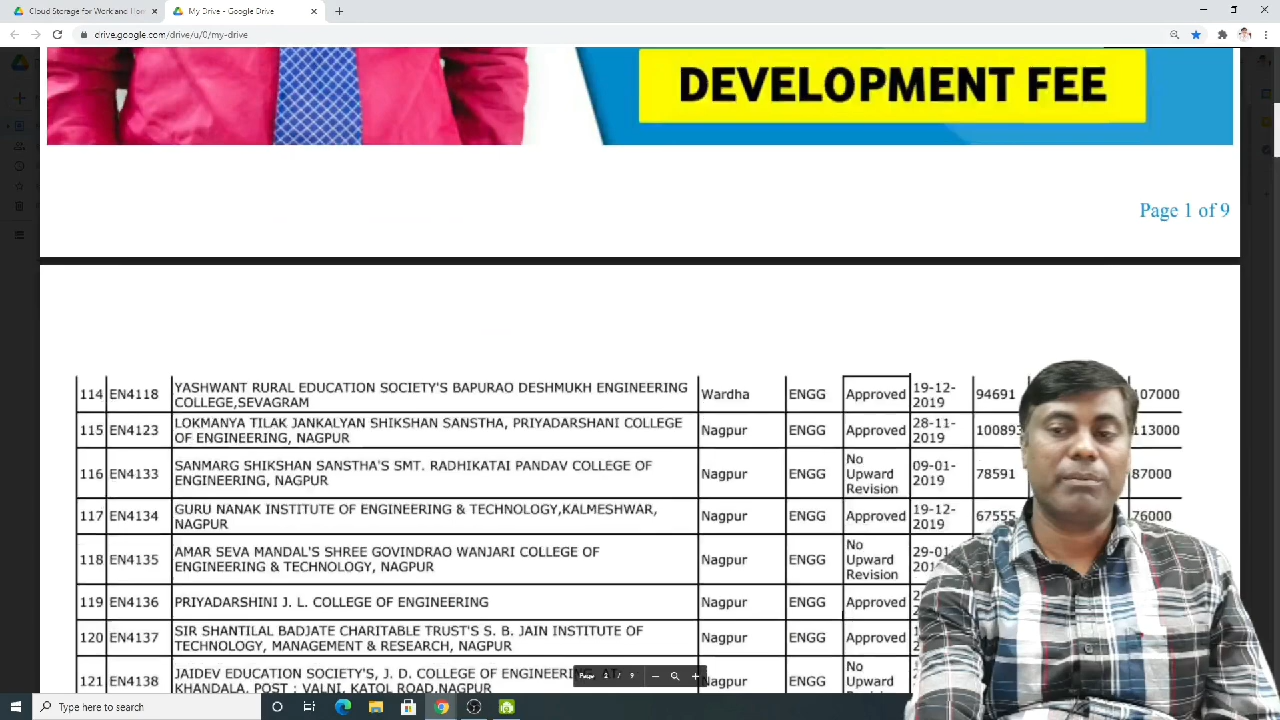 Cloud Storage for Work and Hom
My Drive - Google Drive
drive.google.com/drive/u/0/my-drive
DEVELOPMENT FEE
Page 1 of 9
114 EN4118 YASHWANT RURAL EDUCATION SOCIETY'S BAPURAO DESHMUKH ENGINEERING Wardha ENGG Approved 19-12- 94691 107000
COLLEGE,SEVAGRAM 2019
115 EN4123 LOKMANYA TILAK JANKALYAN SHIKSHAN SANSTHA, PRIYADARSHANI COLLEGE Nagpur ENGG Approved 28-11- 100893 113000
OF ENGINEERING, NAGPUR 2019
116 EN4133 SANMARG SHIKSHAN SANSTHA'S SMT. RADHIKATAI PANDAV COLLEGE OF Nagpur ENGG No Upward Revision 09-01- 78591 87000
ENGINEERING, NAGPUR 2019
117 EN4134 GURU NANAK INSTITUTE OF ENGINEERING & TECHNOLOGY,KALMESHWAR, Nagpur ENGG Approved 19-12- 67555 76000
NAGPUR 2019
118 EN4135 AMAR SEVA MANDAL'S SHREE GOVINDRAO WANJARI COLLEGE OF Nagpur ENGG No Upward Revision 29-01
ENGINEERING & TECHNOLOGY, NAGPUR
119 EN4136 PRIYADARSHINI J. L. COLLEGE OF ENGINEERING Nagpur ENGG Approved
120 EN4137 SIR SHANTILAL BADJATE CHARITABLE TRUST'S S. B. JAIN INSTITUTE OF Nagpur ENGG Approved
TECHNOLOGY, MANAGEMENT & RESEARCH, NAGPUR
121 EN4138 JAIDEV EDUCATION SOCIETY'S, J. D. COLLEGE OF ENGINEERING AT: Nagpur ENGG No Upward
KHANDALA, POST : VALNI, KATOL ROAD,NAGPUR
Page 2 / 9
Type here to search